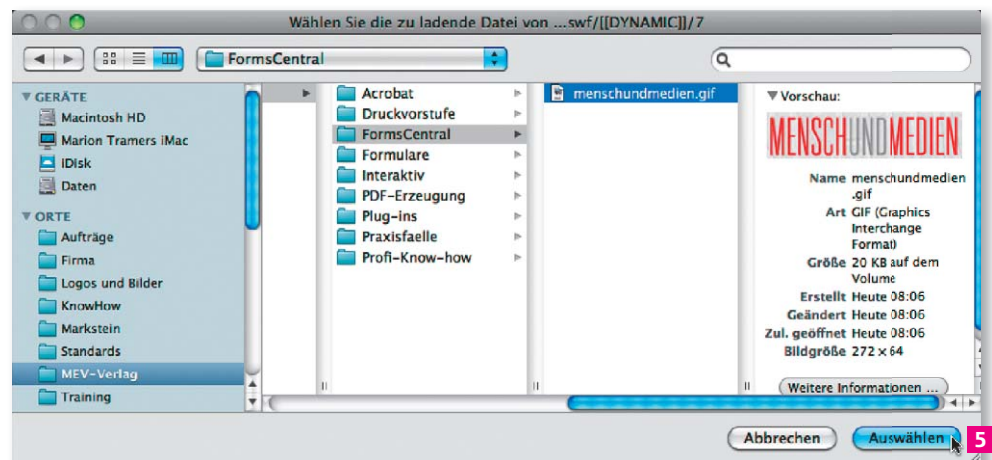 Wählen Sie die zu ladende Datei von ...swf/[[DYNAMIC]]/7
FormsCentral
GERÄTE
Macintosh HD
Marion Tramers iMac
iDisk
Daten
ORTE
Aufträge
Firma
Logos und Bilder
KnowHow
Markstein
Standards
MEV-Verlag
Training
Acrobat
Druckvorstufe
FormsCentral
Formulare
Interaktiv
PDF-Erzeugung
Plug-ins
Praxisfaelle
Profi-Know-how
menschundmedien.gif
Vorschau:
MENSCHUNDMEDIEN
Name menschundmedien
.gif
Art GIF (Graphics
Interchange
Format)
Größe 20 KB auf dem
Volume
Erstellt Heute 08:06
Geändert Heute 08:06
Zul. geöffnet Heute 08:06
Bildgröße 272 × 64
Weitere Informationen ...
Abbrechen
Auswählen
5